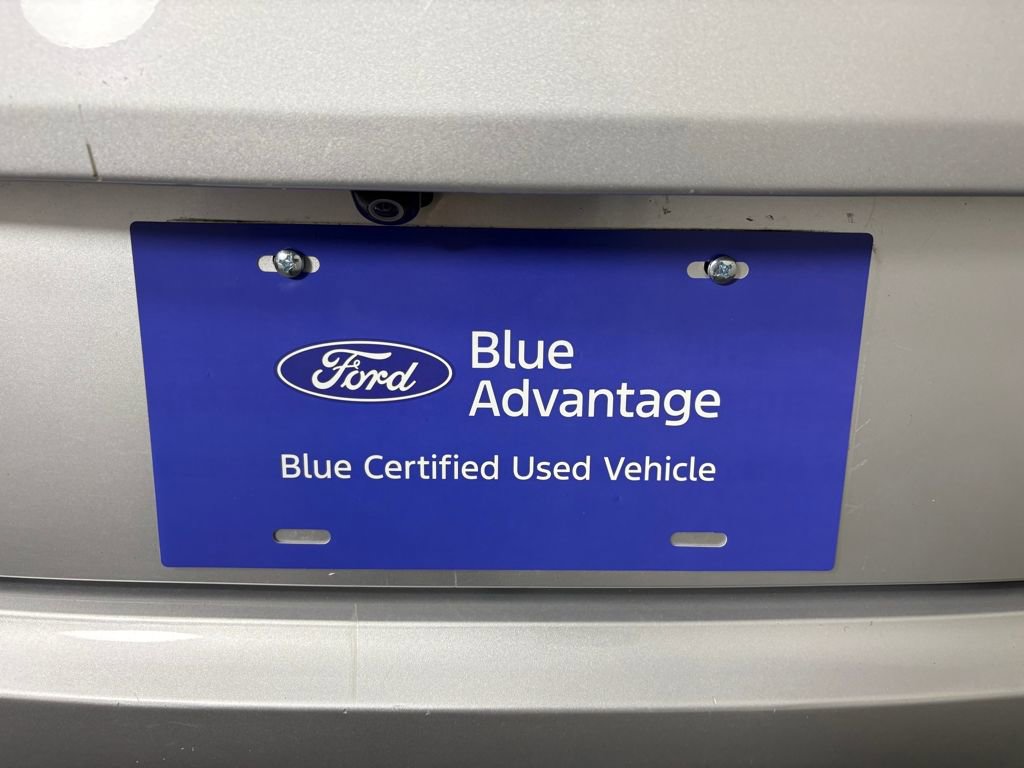 Ford
Blue
Advantage
Blue Certified Used Vehicle